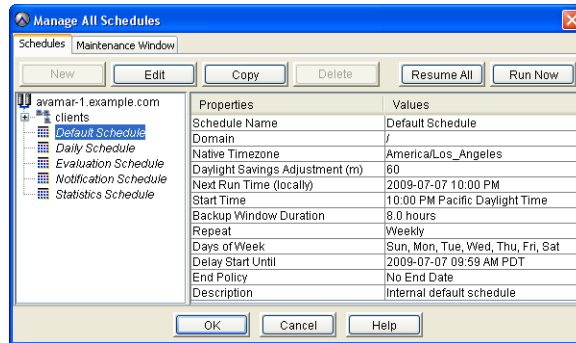 Manage All Schedules
Schedules Maintenance Window
New Edit Copy Delete Resume All Run Now
avamar-1.example.com
clients
Default Schedule
Daily Schedule
Evaluation Schedule
Notification Schedule
Statistics Schedule
Properties Values
Schedule Name Default Schedule
Domain /
Native Timezone America/Los_Angeles
Daylight Savings Adjustment (m) 60
Next Run Time (locally) 2009-07-07 10:00 PM
Start Time 10:00 PM Pacific Daylight Time
Backup Window Duration 8.0 hours
Repeat Weekly
Days of Week Sun, Mon, Tue, Wed, Thu, Fri, Sat
Delay Start Until 2009-07-07 09:59 AM PDT
End Policy No End Date
Description Internal default schedule
OK Cancel Help